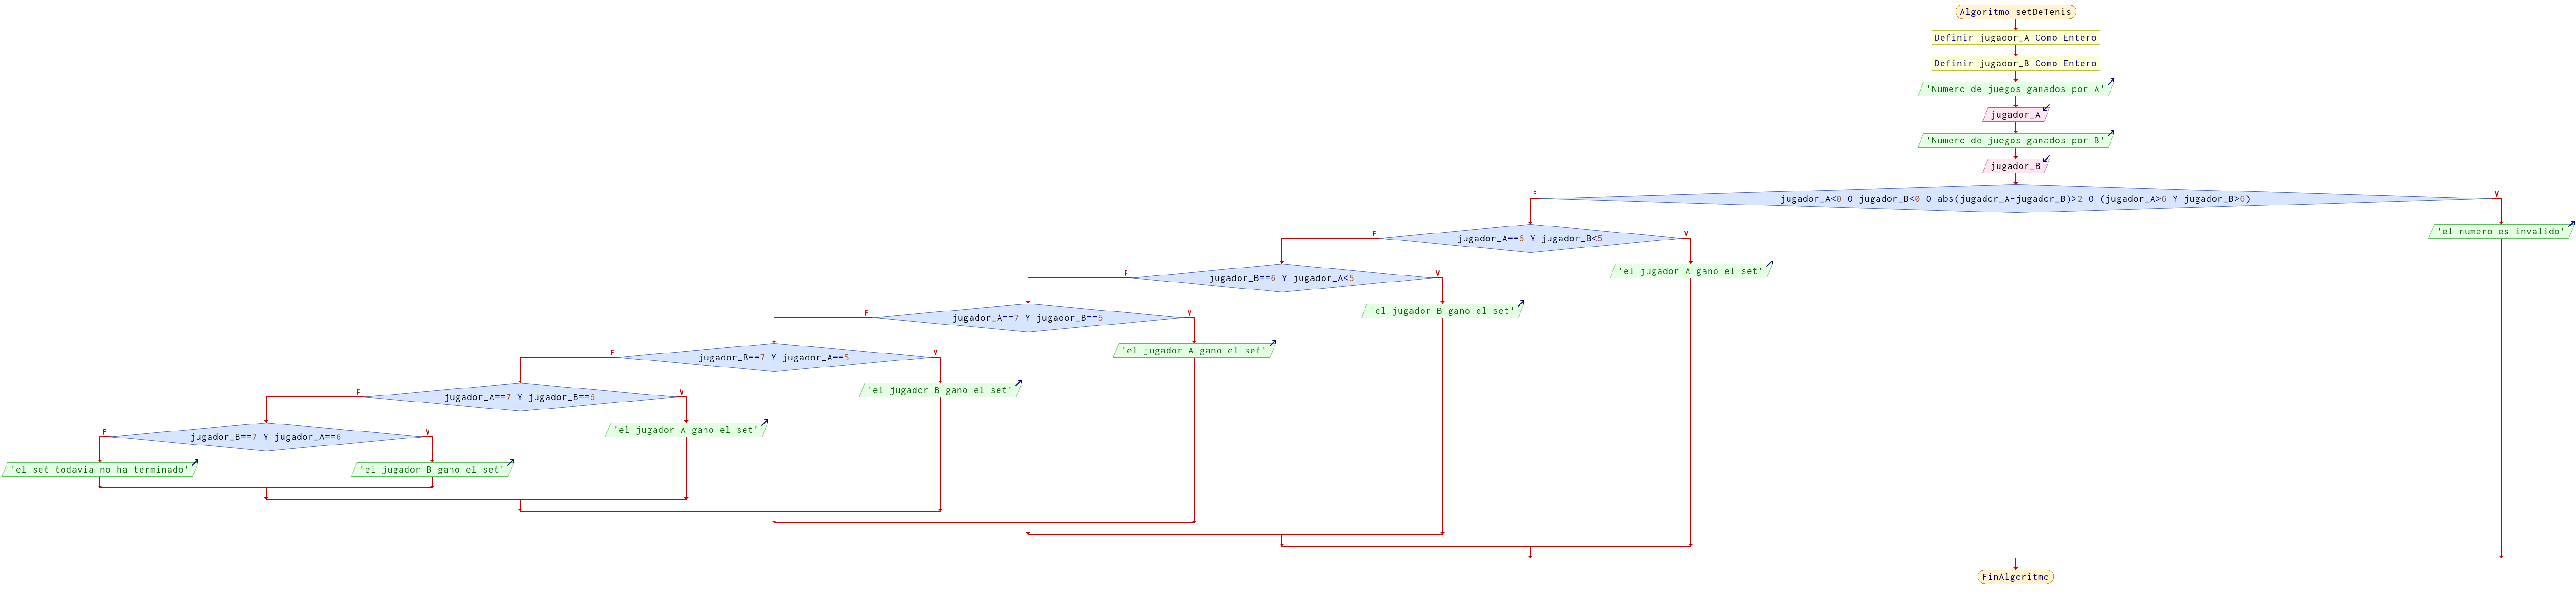 Algoritmo setDeTenis
Definir jugador_A Como Entero
Definir jugador_B Como Entero
'Numero de juegos ganados por A'
jugador_A
'Numero de juegos ganados por B'
jugador_B
jugador_A<0 O jugador_B<0 O abs(jugador_A-jugador_B)>2 O (jugador_A>6 Y jugador_B>6)
F
V
'el numero es invalido'
jugador_A==6 Y jugador_B<5
F
V
'el jugador A gano el set'
jugador_B==6 Y jugador_A<5
F
V
'el jugador B gano el set'
jugador_A==7 Y jugador_B==5
F
V
'el jugador A gano el set'
jugador_B==7 Y jugador_A==5
F
V
'el jugador B gano el set'
jugador_A==7 Y jugador_B==6
F
V
'el jugador A gano el set'
jugador_B==7 Y jugador_A==6
F
V
'el set todavia no ha terminado'
'el jugador B gano el set'
FinAlgoritmo